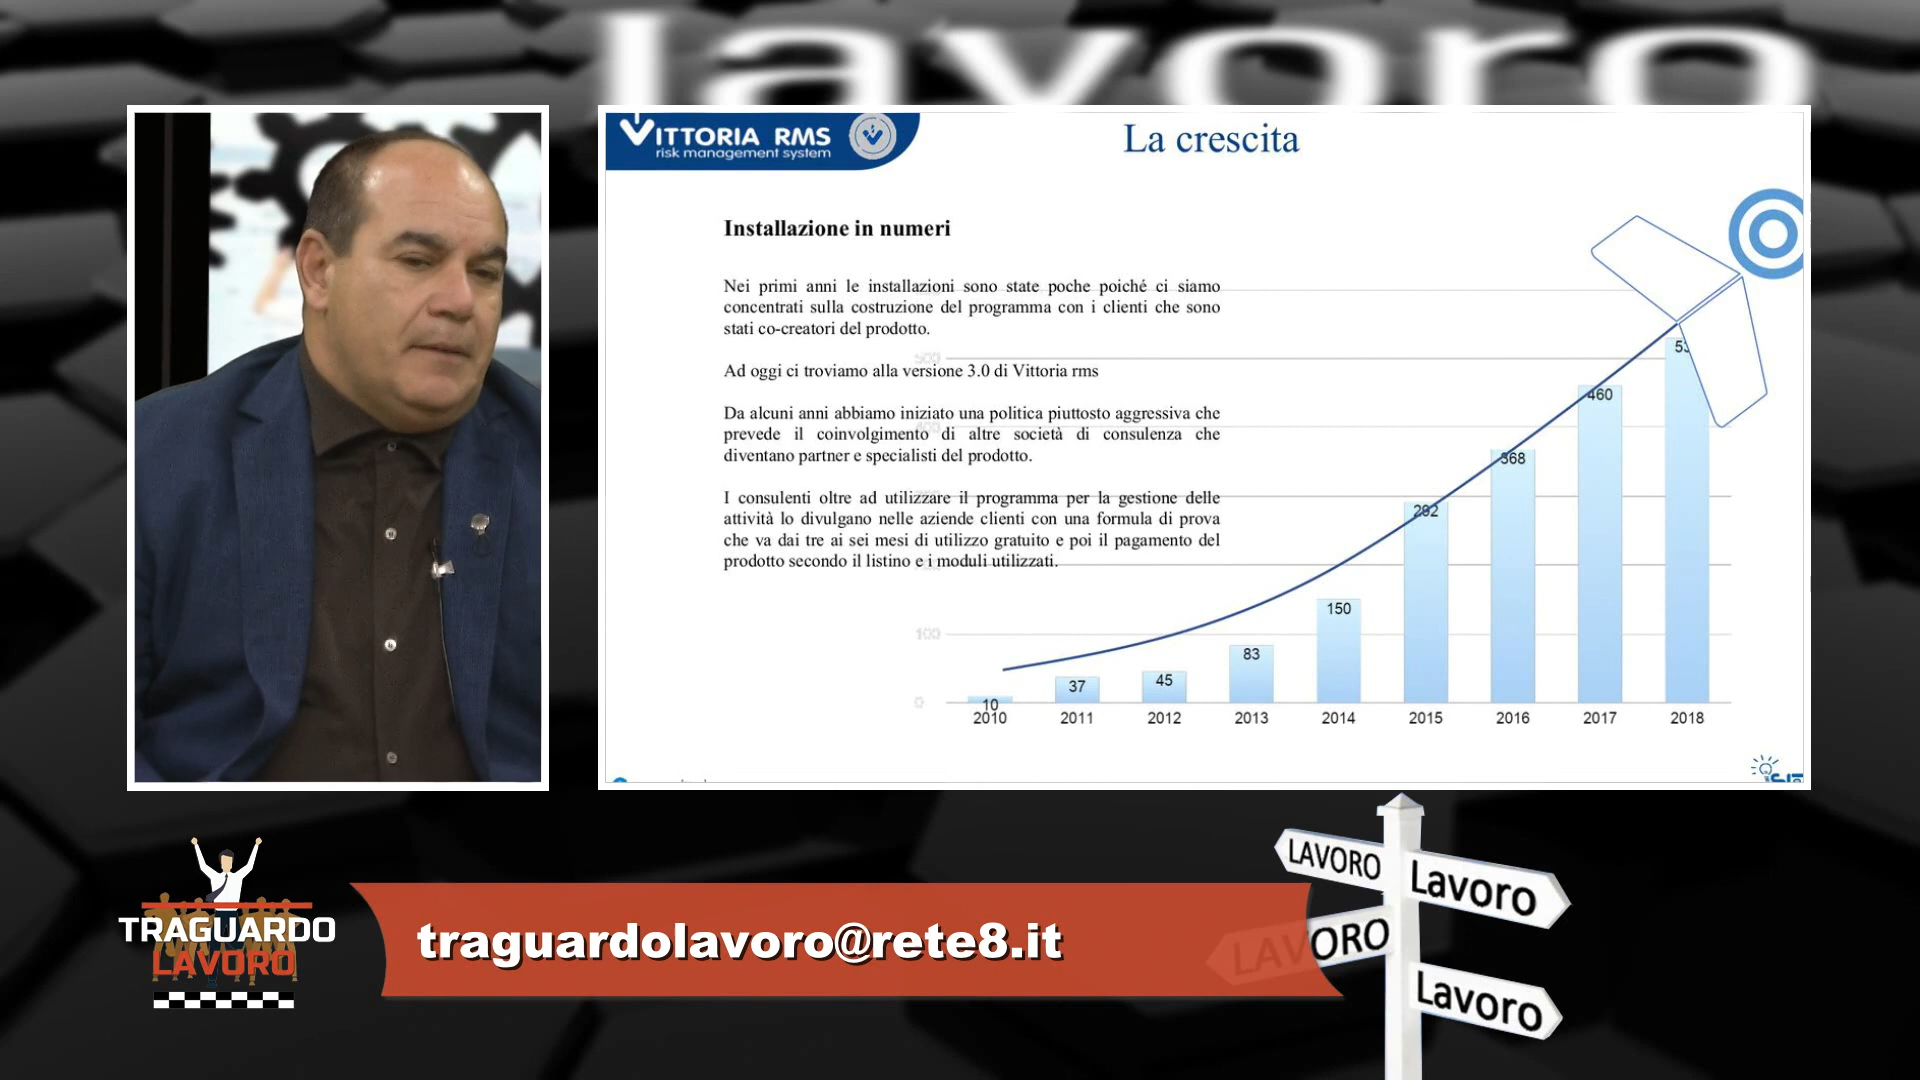 lavoro
VITTORIA RMS
risk management system
La crescita
Installazione in numeri
Nei primi anni le installazioni sono state poche poiché ci siamo
concentrati sulla costruzione del programma con i clienti che sono
stati co-creatori del prodotto.
Ad oggi ci troviamo alla versione 3.0 di Vittoria rms
Da alcuni anni abbiamo iniziato una politica piuttosto aggressiva che
prevede il coinvolgimento di altre società di consulenza che
diventano partner e specialisti del prodotto.
I consulenti oltre ad utilizzare il programma per la gestione delle
attività lo divulgano nelle aziende clienti con una formula di prova
che va dai tre ai sei mesi di utilizzo gratuito e poi il pagamento del
prodotto secondo il listino e i moduli utilizzati.
500
100
0
10
37
45
83
150
292
368
460
2010 2011 2012 2013 2014 2015 2016 2017 2018
TRAGUARDO
LAVORO
traguardolavoro@rete8.it
LAVORO
Lavoro
LAVORO
Lavoro